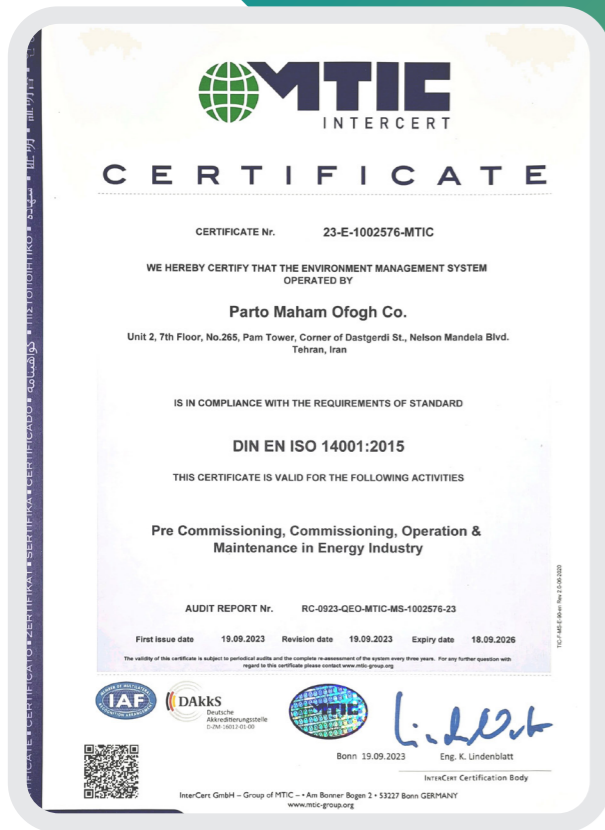 MTIC
INTERCERT
CERTIFICATE
CERTIFICATE Nr. 23-E-1002576-MTIC
WE HEREBY CERTIFY THAT THE ENVIRONMENT MANAGEMENT SYSTEM
OPERATED BY
Parto Maham Ofogh Co.
Unit 2, 7th Floor, No.265, Pam Tower, Corner of Dastgerdi St., Nelson Mandela Blvd.
Tehran, Iran
IS IN COMPLIANCE WITH THE REQUIREMENTS OF STANDARD
DIN EN ISO 14001:2015
THIS CERTIFICATE IS VALID FOR THE FOLLOWING ACTIVITIES
Pre Commissioning, Commissioning, Operation &
Maintenance in Energy Industry
AUDIT REPORT Nr. RC-0923-QEO-MTIC-MS-1002576-23
First issue date 19.09.2023 Revision date 19.09.2023 Expiry date 18.09.2026
The validity of this certificate is subject to periodical audits and the complete re-assessment of the system every three years. For any further question with
regard to this certificate please contact www.mtic-group.org
IAF
DAkkS
Deutsche
Akkreditierungsstelle
D-ZM-16012-01-00
MTIC
Bonn 19.09.2023 Eng. K. Lindenblatt
INTERCERT Certification Body
InterCert GmbH – Group of MTIC – • Am Bonner Bogen 2 • 53227 Bonn GERMANY
www.mtic-group.org
CERTIFICATO ■ ZERTIFIKAT ■ SERTIFIKA ■ CERTIFICADO ■ گواهینامه ■ ΠΙΣΤΟΠΟΙΗΤΙΚΟ